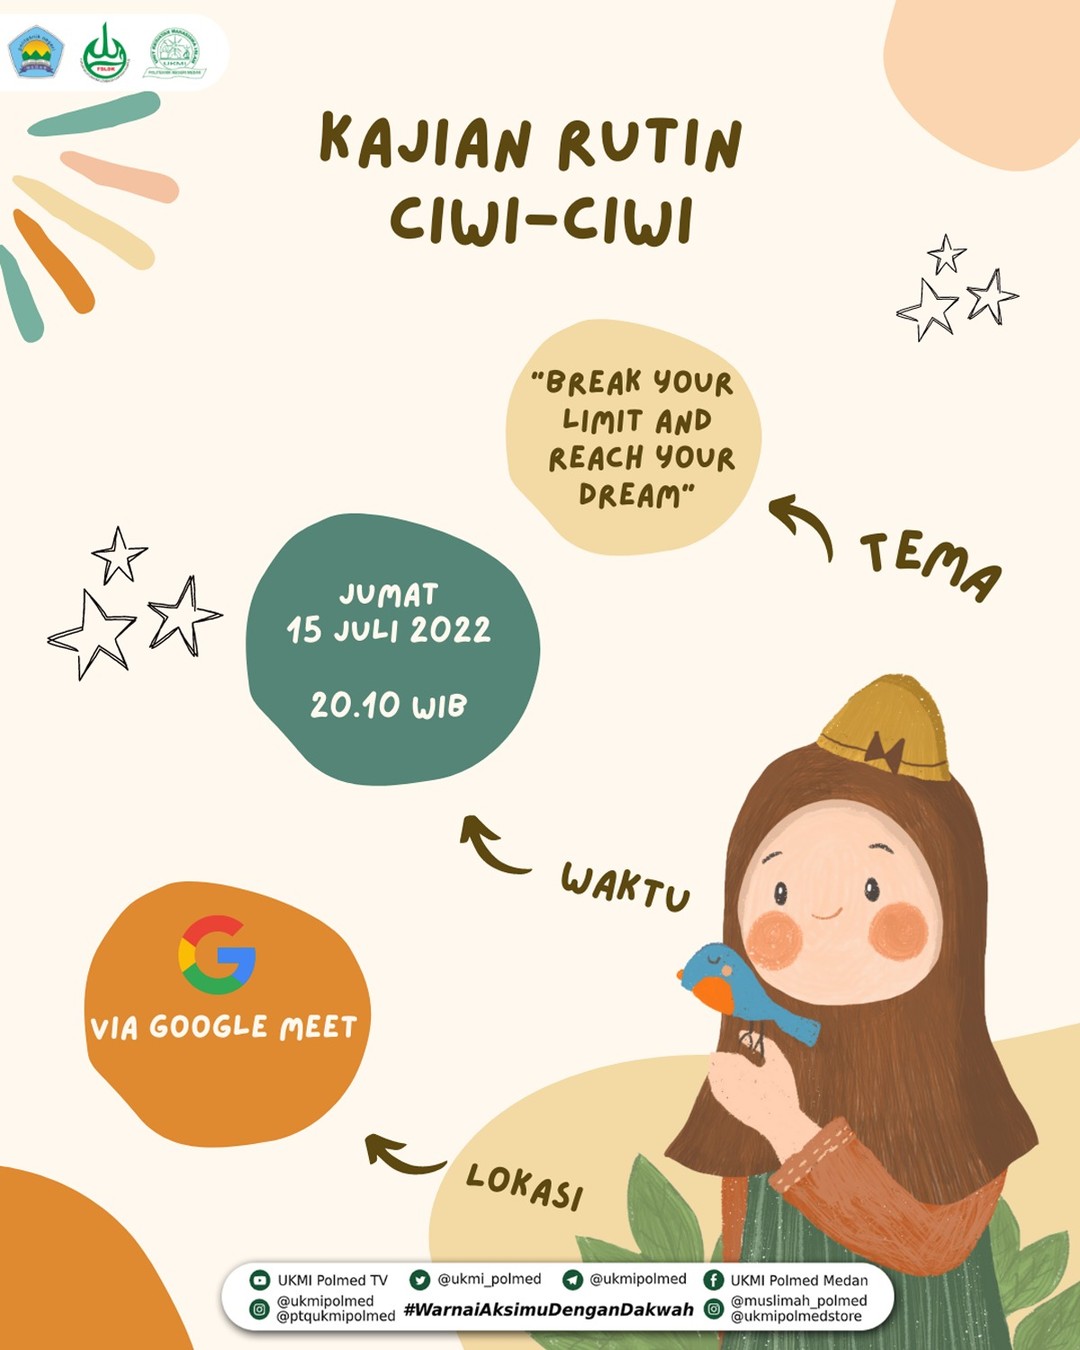 KAJIAN RUTIN
CIWI-CIWI
"BREAK YOUR
LIMIT AND
REACH YOUR
DREAM"
TEMA
JUMAT
15 JULI 2022
20.10 WIB
WAKTU
VIA GOOGLE MEET
LOKASI
UKMI Polmed TV
@ukmi_polmed
@ukmipolmed
UKMI Polmed Medan
@ukmipolmed
@ptqukmipolmed
#WarnaiAksimuDenganDakwah
@muslimah_polmed
@ukmipolmedstore